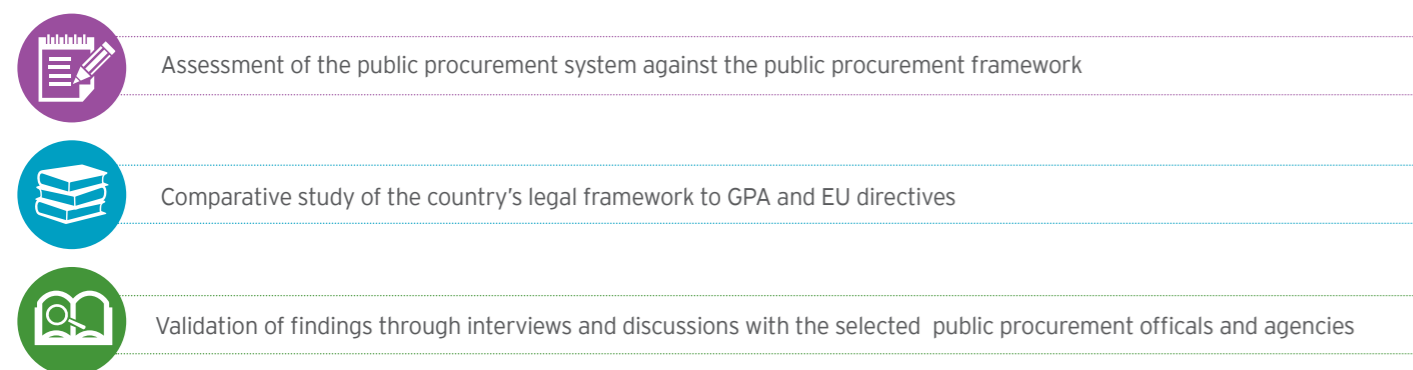 Assessment of the public procurement system against the public procurement framework
Comparative study of the country's legal framework to GPA and EU directives
Validation of findings through interviews and discussions with the selected public procurement officals and agencies